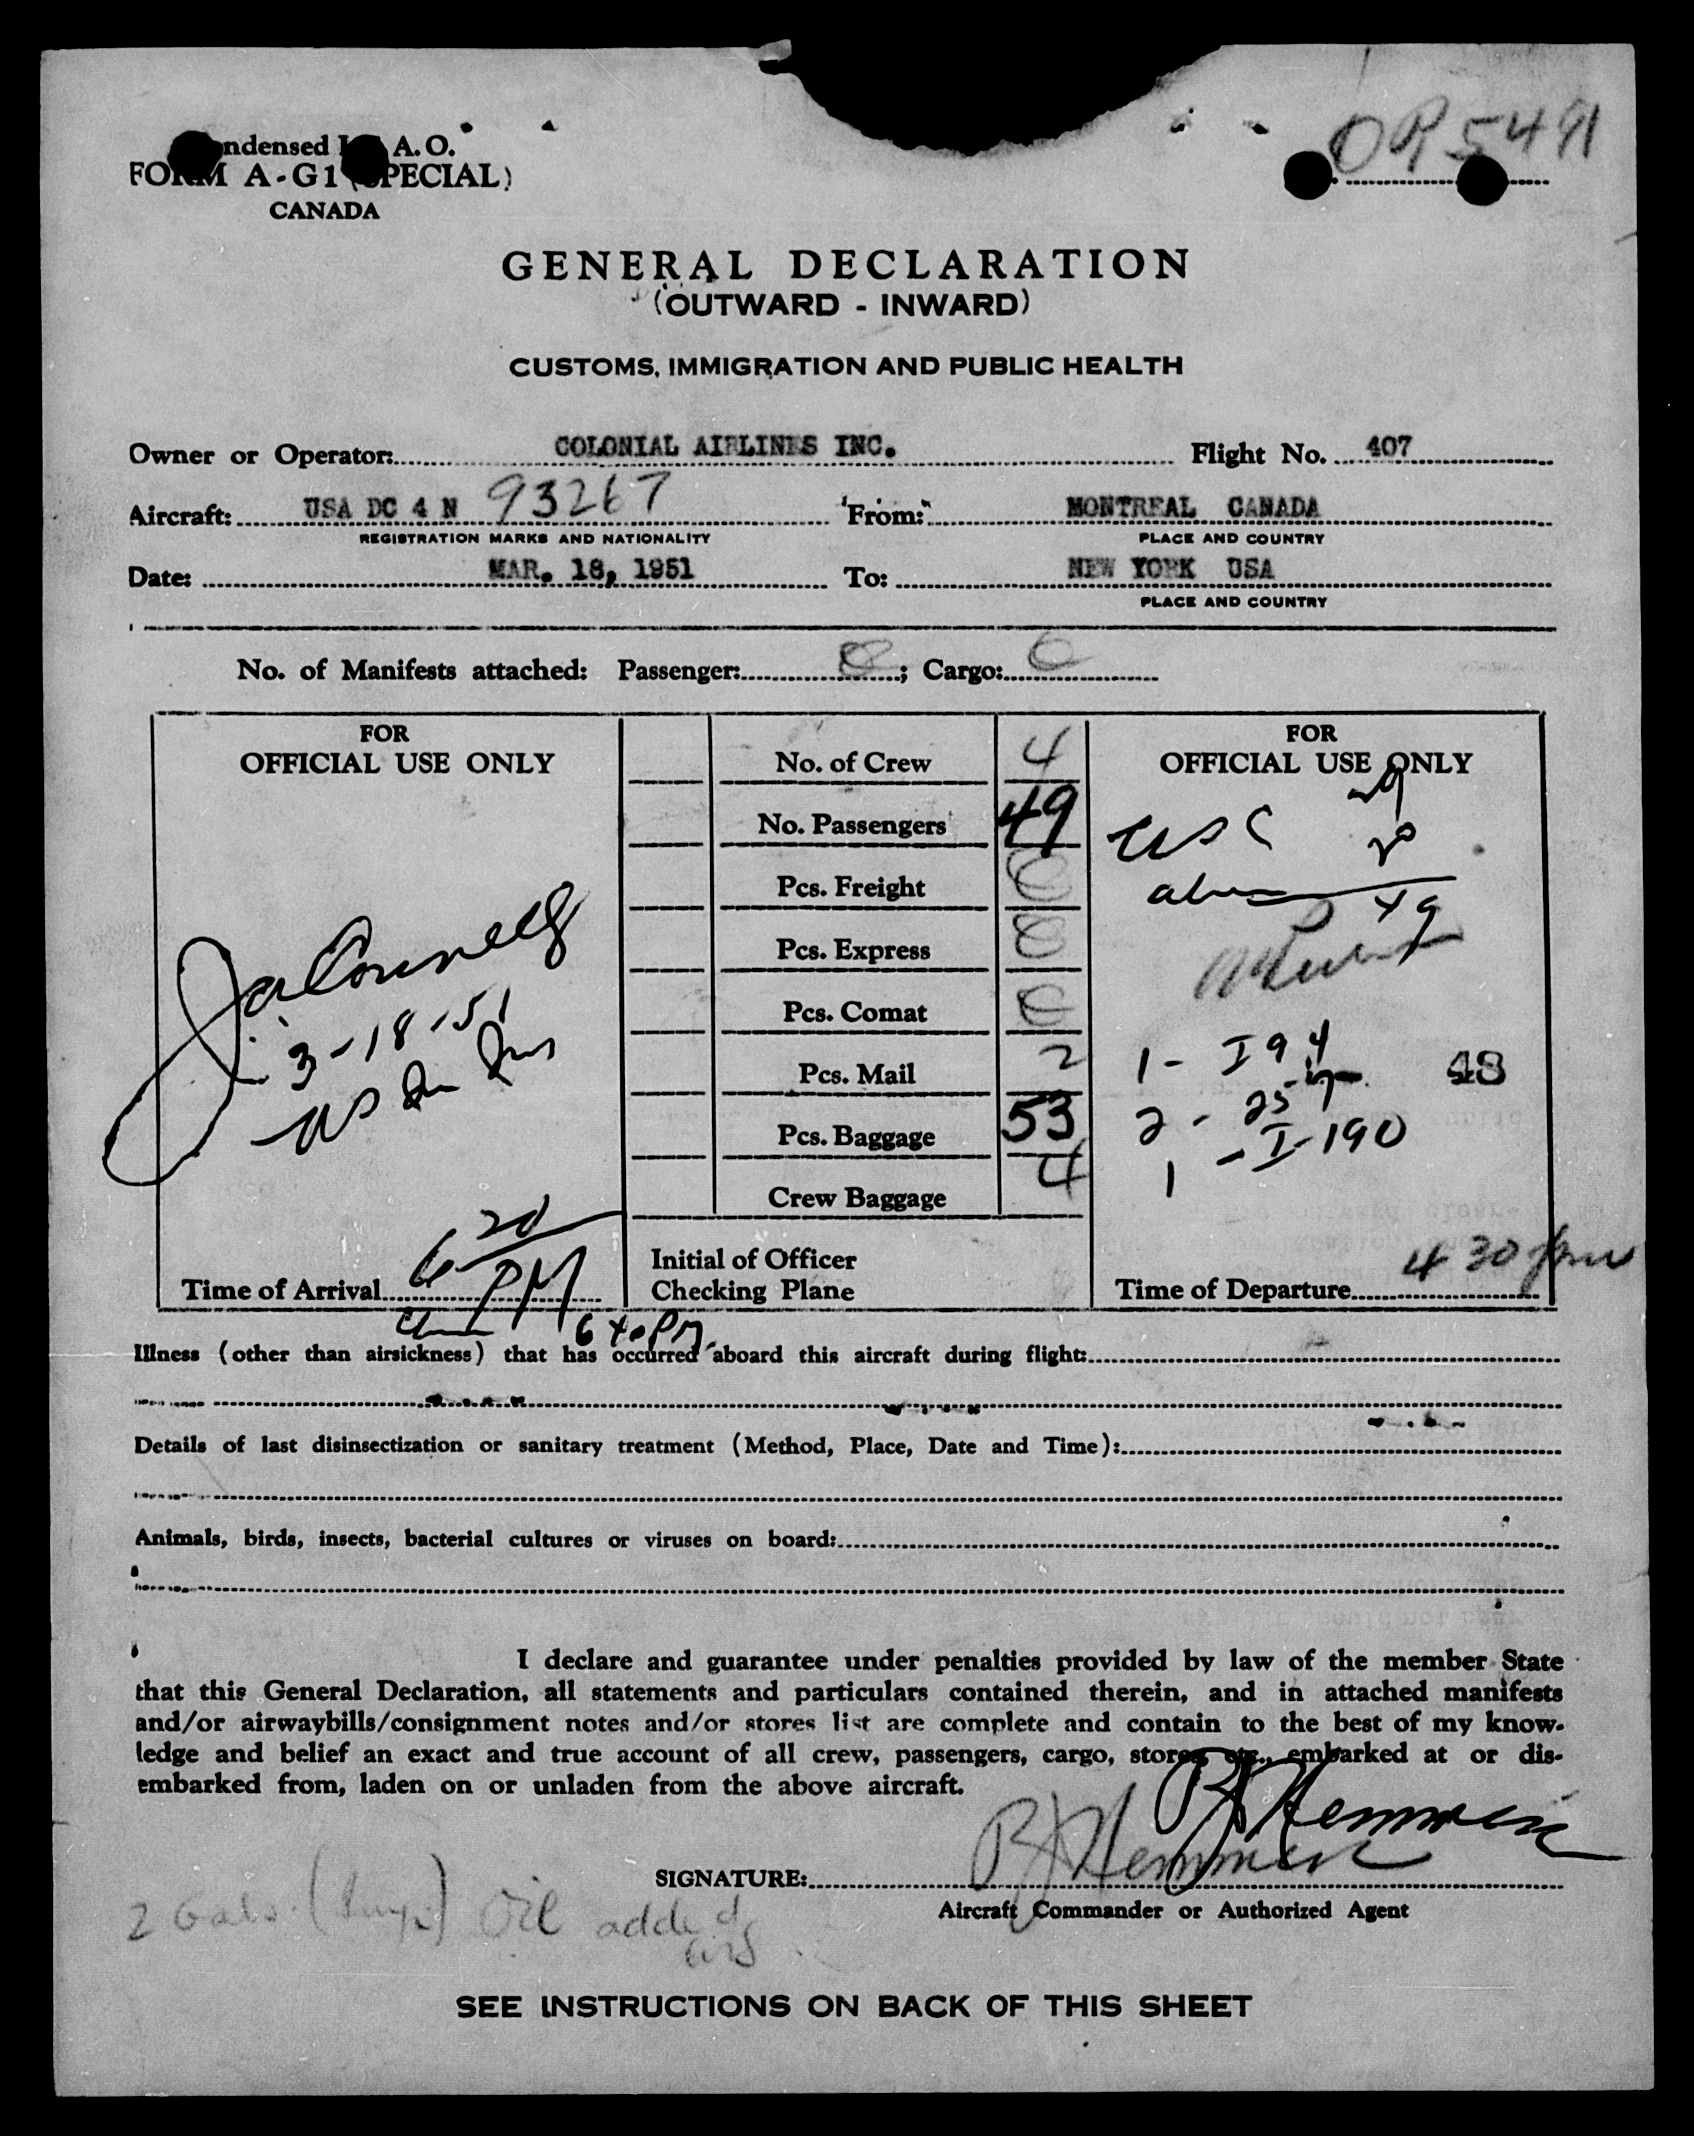 ndensed I A. O.
FORM A-G1 (SPECIAL)
CANADA
OR 5491
GENERAL DECLARATION
(OUTWARD - INWARD)
CUSTOMS, IMMIGRATION AND PUBLIC HEALTH
Owner or Operator: COLONIAL AIRLINES INC. Flight No. 407
Aircraft: USA DC 4 N 93267 From: MONTREAL CANADA
REGISTRATION MARKS AND NATIONALITY PLACE AND COUNTRY
Date: MAR. 18, 1951 To: NEW YORK USA
PLACE AND COUNTRY
No. of Manifests attached: Passenger: 0; Cargo: 0
FOR
OFFICIAL USE ONLY
3-18-51
6 20 PM
Time of Arrival
6 40 PM
No. of Crew 4
No. Passengers 49
Pcs. Freight 0
Pcs. Express 0
Pcs. Comat 0
Pcs. Mail 2
Pcs. Baggage 53
Crew Baggage 4
Initial of Officer
Checking Plane
FOR
OFFICIAL USE ONLY
USC 29
20
49
1 - I 94
48
2 - 257
1 - I-190
Time of Departure 4 30 pm
Illness (other than airsickness) that has occurred aboard this aircraft during flight:
Details of last disinsectization or sanitary treatment (Method, Place, Date and Time):
Animals, birds, insects, bacterial cultures or viruses on board:
I declare and guarantee under penalties provided by law of the member State
that this General Declaration, all statements and particulars contained therein, and in attached manifests
and/or airwaybills/consignment notes and/or stores list are complete and contain to the best of my know-
ledge and belief an exact and true account of all crew, passengers, cargo, stores etc., embarked at or dis-
embarked from, laden on or unladen from the above aircraft.
SIGNATURE:
Aircraft Commander or Authorized Agent
2 Gals. (Imp.) Oil added
SEE INSTRUCTIONS ON BACK OF THIS SHEET